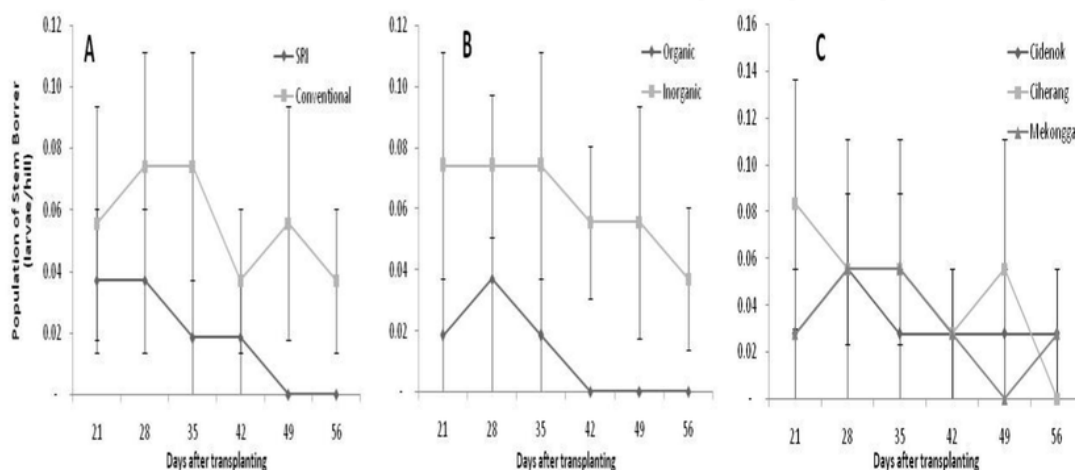 Population of Stem Borrer
(larvae/hill)
A
SRI
Conventional
0.12
0.10
0.08
0.06
0.04
0.02
-
21 28 35 42 49 56
Days after transplanting
B
Organic
Inorganic
0.12
0.10
0.08
0.06
0.04
0.02
-
21 28 35 42 49 56
Days after transplanting
C
Cidenok
Ciherang
Mekongga
0.16
0.14
0.12
0.10
0.08
0.06
0.04
0.02
-
21 28 35 42 49 56
Days after transplanting